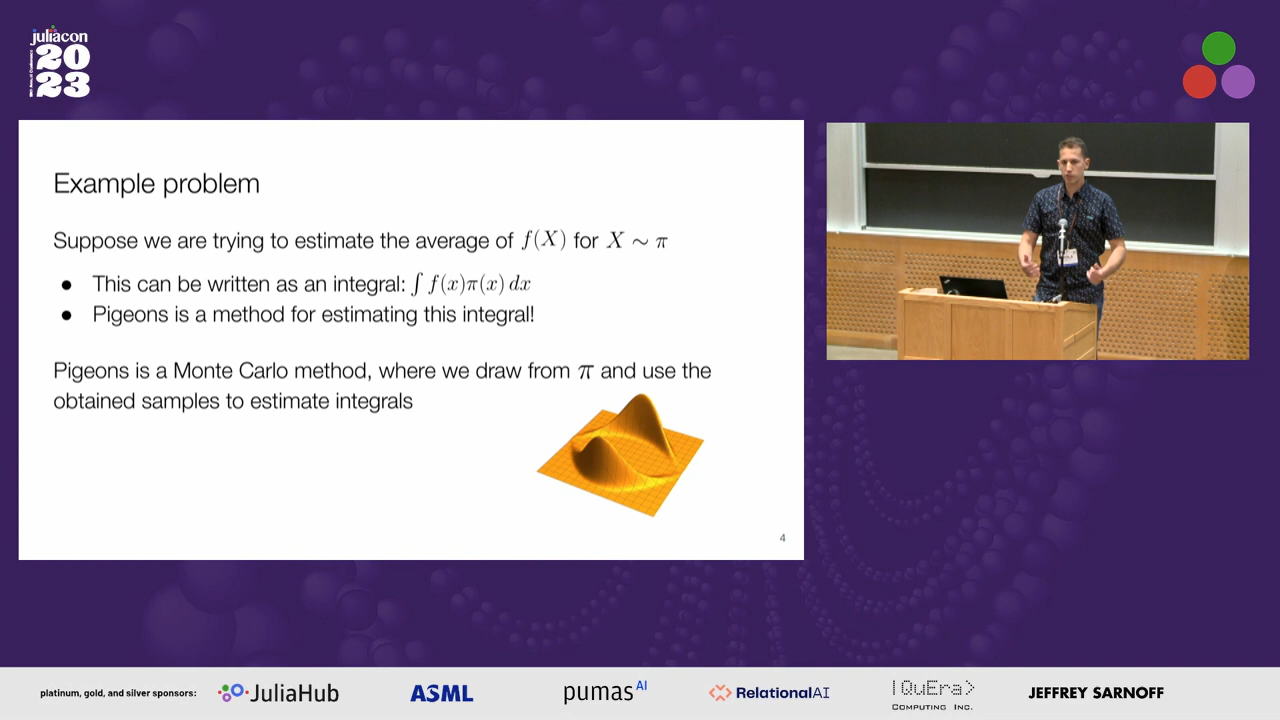 juliacon
20
23
Example problem
Suppose we are trying to estimate the average of f(X) for X ∼ π
● This can be written as an integral: ∫ f(x)π(x) dx
● Pigeons is a method for estimating this integral!
Pigeons is a Monte Carlo method, where we draw from π and use the
obtained samples to estimate integrals
4
platinum, gold, and silver sponsors:
JuliaHub
ASML
pumasAI
RelationalAI
|QuEra>
COMPUTING INC.
JEFFREY SARNOFF